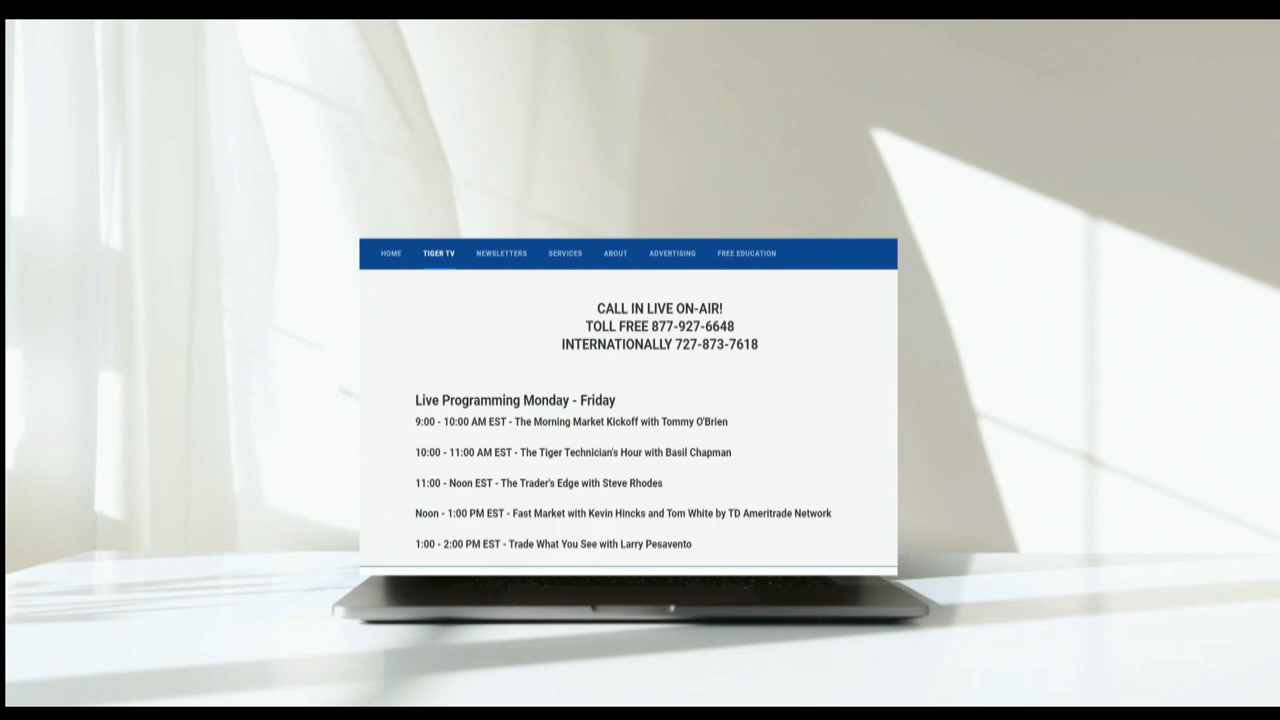 HOME TIGER TV NEWSLETTERS SERVICES ABOUT ADVERTISING FREE EDUCATION
CALL IN LIVE ON-AIR!
TOLL FREE 877-927-6648
INTERNATIONALLY 727-873-7618
Live Programming Monday - Friday
9:00 - 10:00 AM EST - The Morning Market Kickoff with Tommy O'Brien
10:00 - 11:00 AM EST - The Tiger Technician's Hour with Basil Chapman
11:00 - Noon EST - The Trader's Edge with Steve Rhodes
Noon - 1:00 PM EST - Fast Market with Kevin Hincks and Tom White by TD Ameritrade Network
1:00 - 2:00 PM EST - Trade What You See with Larry Pesavento